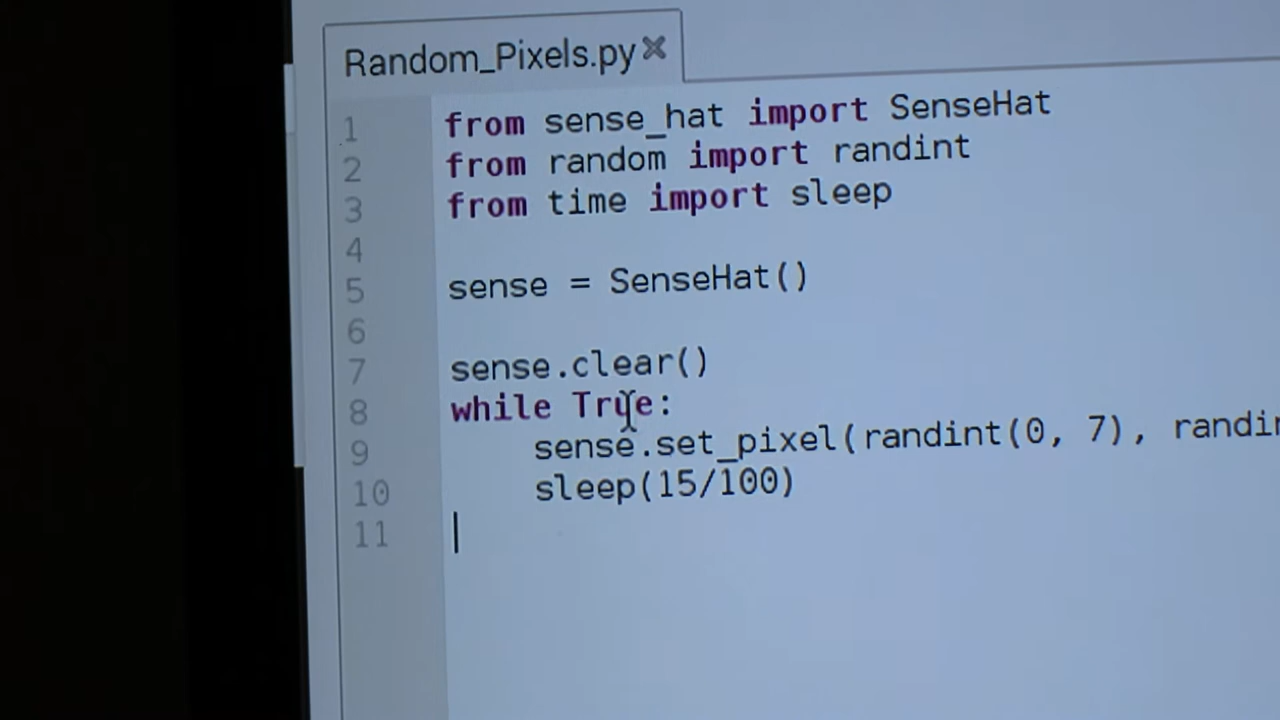 Random_Pixels.py
1 from sense_hat import SenseHat
2 from random import randint
3 from time import sleep
4
5 sense = SenseHat()
6
7 sense.clear()
8 while True:
9 sense.set_pixel(randint(0, 7), randin
10 sleep(15/100)
11